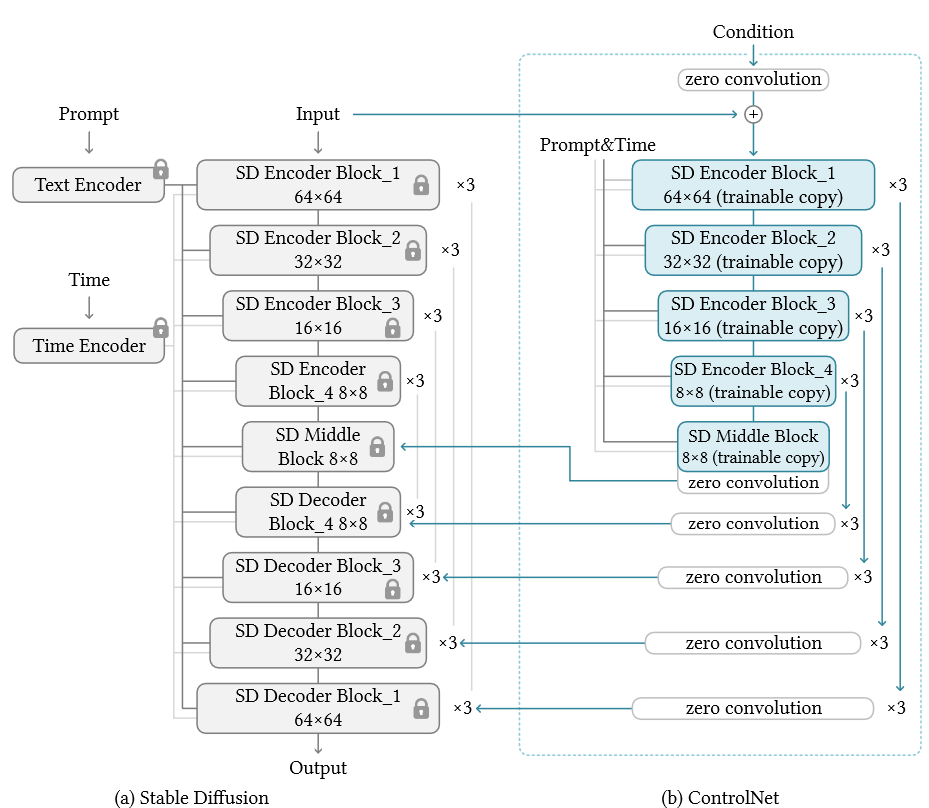 Condition
zero convolution
Prompt
Input
+
Prompt&Time
Text Encoder
SD Encoder Block_1
64×64
×3
SD Encoder Block_1
64×64 (trainable copy)
×3
SD Encoder Block_2
32×32
×3
SD Encoder Block_2
32×32 (trainable copy)
×3
Time
Time Encoder
SD Encoder Block_3
16×16
×3
SD Encoder Block_3
16×16 (trainable copy)
×3
SD Encoder
Block_4 8×8
×3
SD Encoder Block_4
8×8 (trainable copy)
×3
SD Middle
Block 8×8
SD Middle Block
8×8 (trainable copy)
zero convolution
SD Decoder
Block_4 8×8
×3
zero convolution
×3
SD Decoder Block_3
16×16
×3
zero convolution
×3
SD Decoder Block_2
32×32
×3
zero convolution
×3
SD Decoder Block_1
64×64
×3
zero convolution
×3
Output
(a) Stable Diffusion
(b) ControlNet